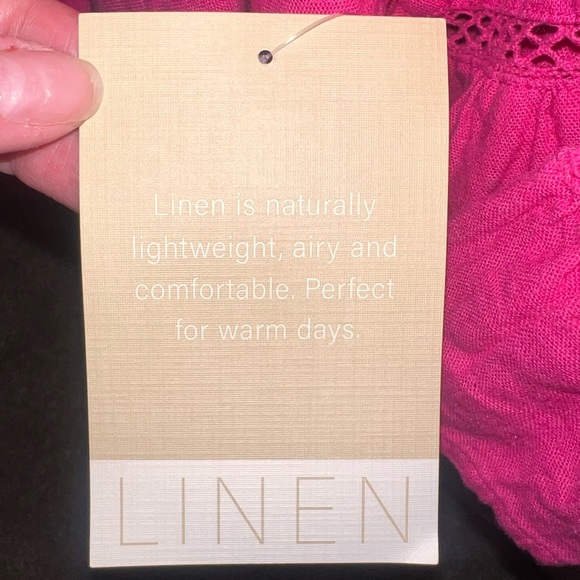 Linen is naturally
lightweight, airy and
comfortable. Perfect
for warm days.
LINEN